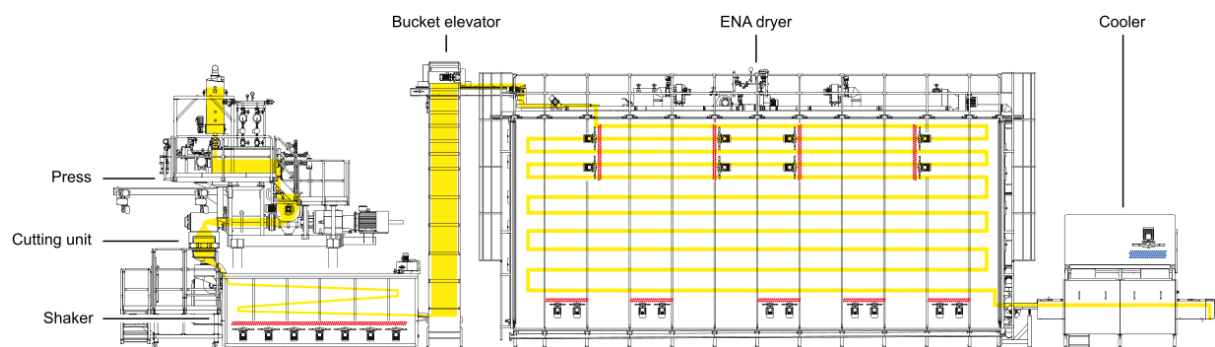 Bucket elevator
ENA dryer
Cooler
Press
Cutting unit
Shaker